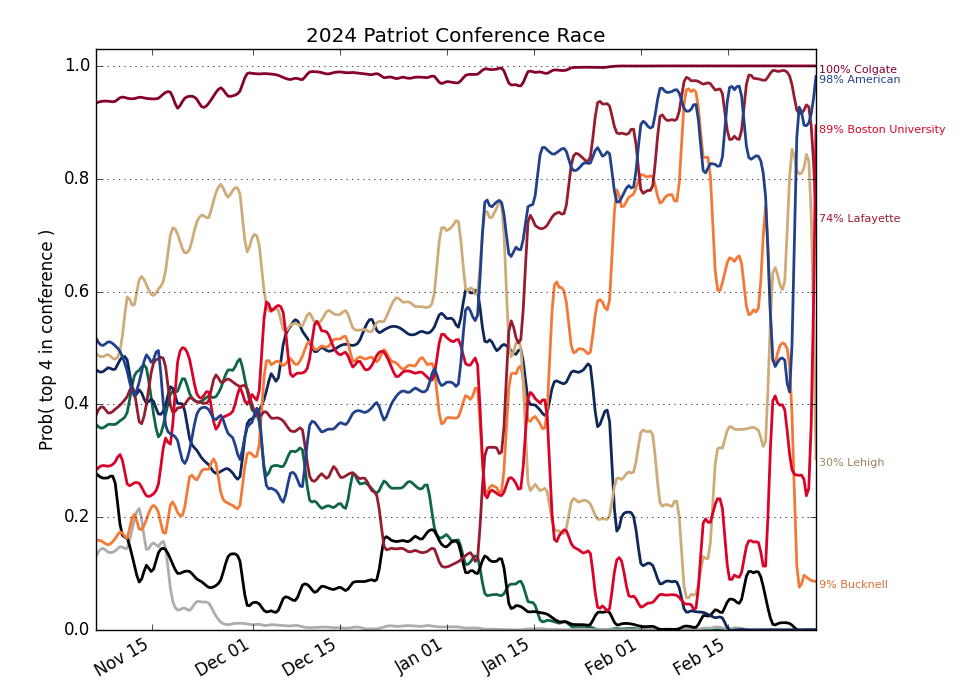 2024 Patriot Conference Race
Prob( top 4 in conference )
1.0
0.8
0.6
0.4
0.2
0.0
Nov 15
Dec 01
Dec 15
Jan 01
Jan 15
Feb 01
Feb 15
100% Colgate
98% American
89% Boston University
74% Lafayette
30% Lehigh
9% Bucknell